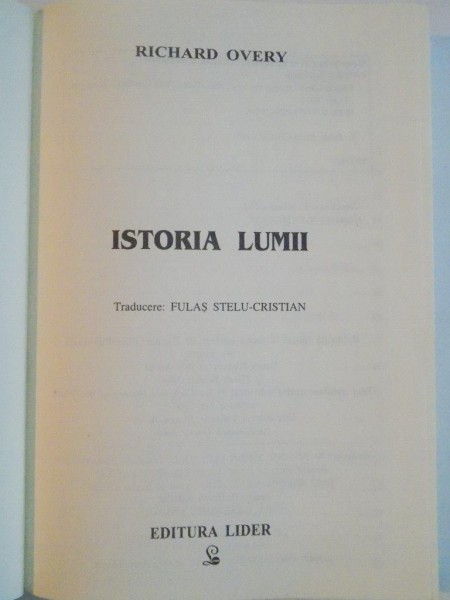 RICHARD OVERY
ISTORIA LUMII
Traducere: FULAȘ STELU-CRISTIAN
EDITURA LIDER